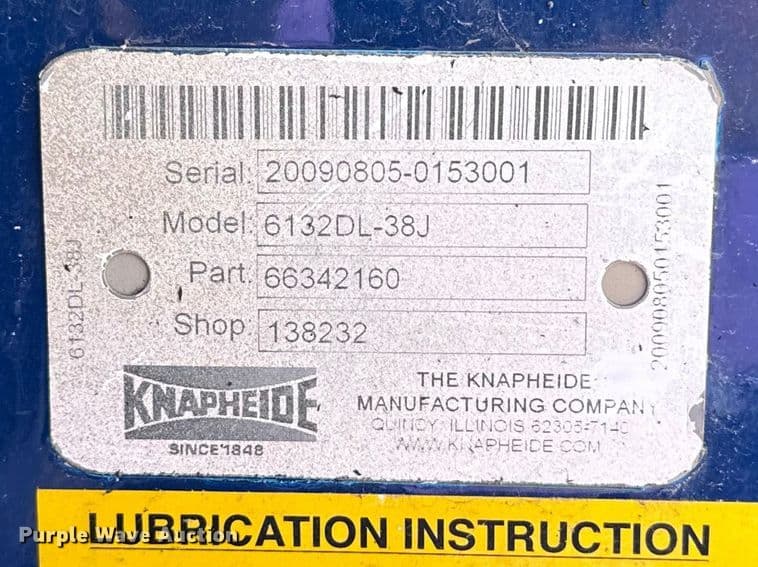 Serial: 20090805-0153001
Model: 6132DL-38J
Part: 66342160
Shop: 138232
6132DL-38J
200908050153001
KNAPHEIDE
SINCE 1848
THE KNAPHEIDE
MANUFACTURING COMPANY
QUINCY, ILLINOIS 62305-7140
WWW.KNAPHEIDE.COM
LUBRICATION INSTRUCTION
Purple Wave Auction